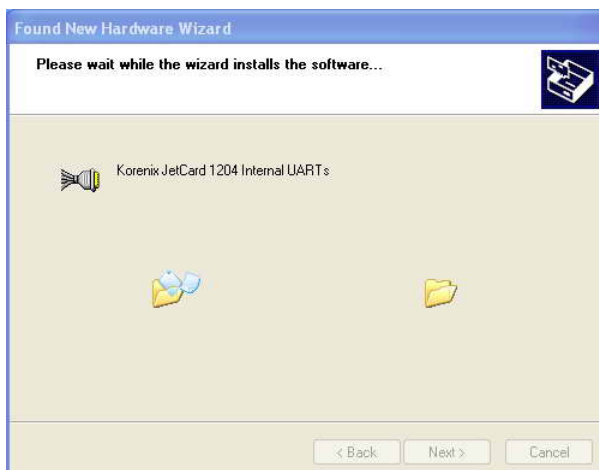 Found New Hardware Wizard
Please wait while the wizard installs the software...
Korenix JetCard 1204 Internal UARTs
< Back
Next >
Cancel